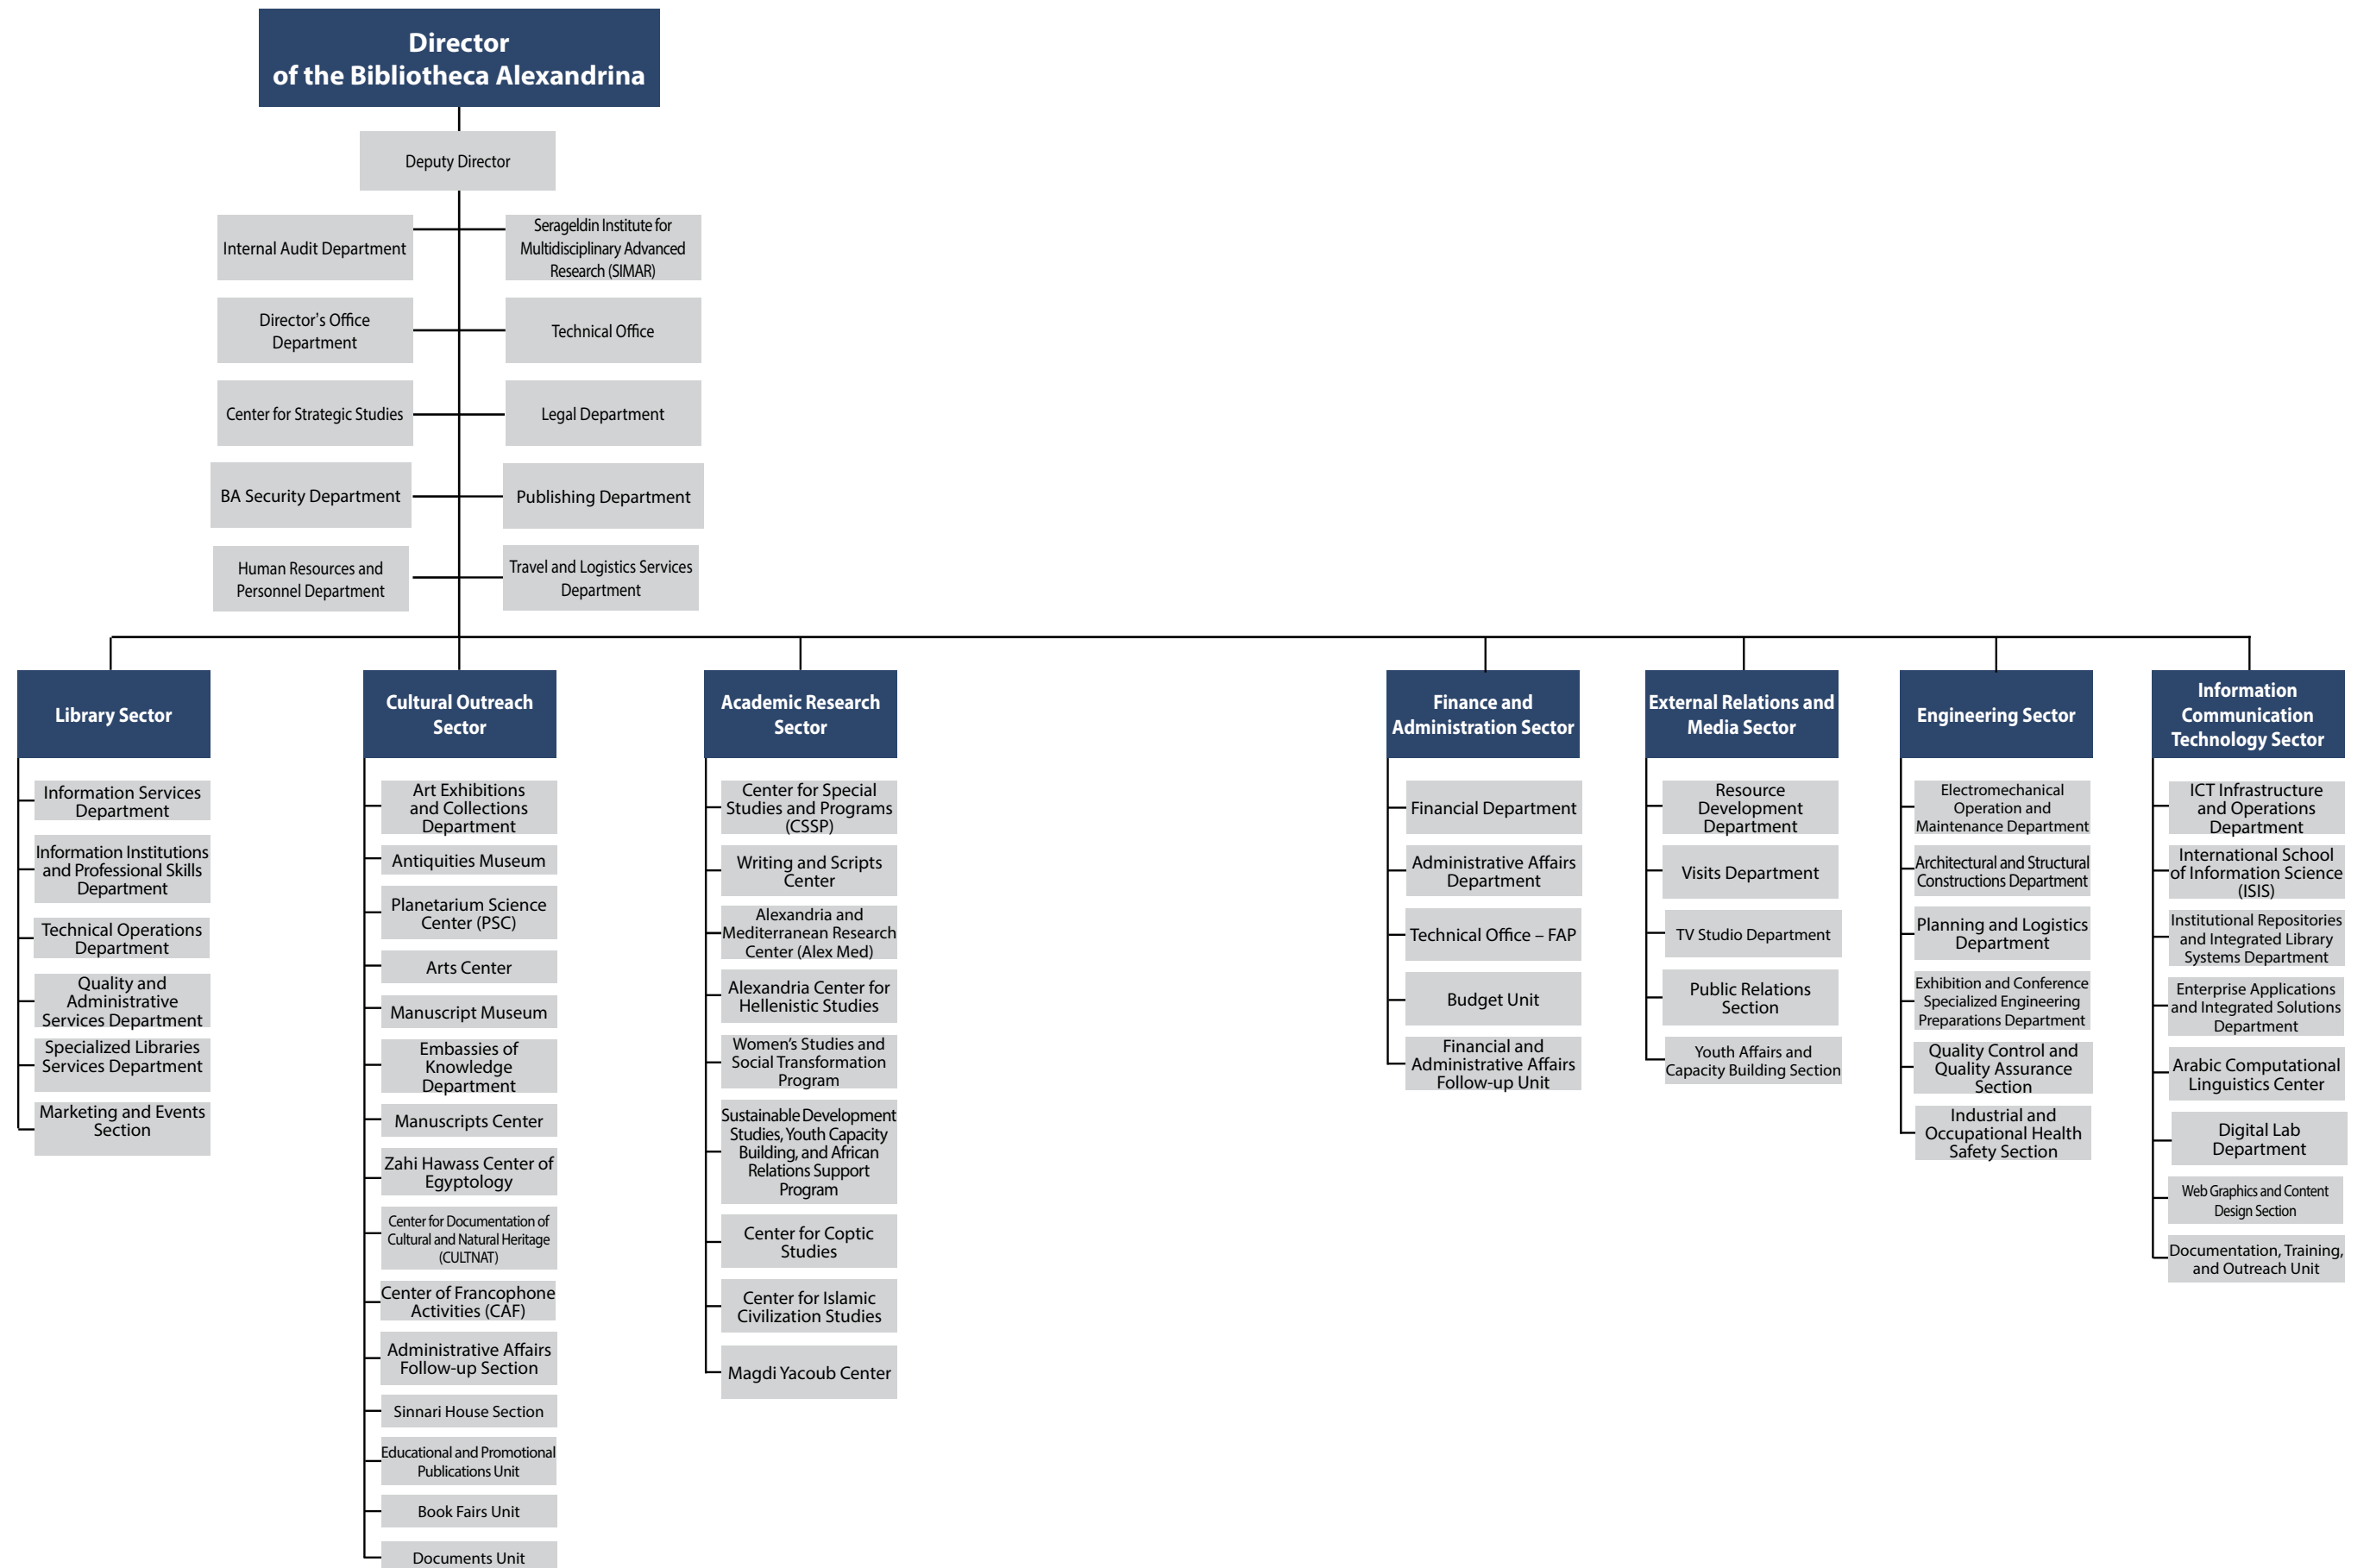 Director
of the Bibliotheca Alexandrina
Deputy Director
Internal Audit Department
Serageldin Institute for
Multidisciplinary Advanced
Research (SIMAR)
Director's Office
Department
Technical Office
Center for Strategic Studies
Legal Department
BA Security Department
Publishing Department
Human Resources and
Personnel Department
Travel and Logistics Services
Department
Library Sector
Information Services
Department
Information Institutions
and Professional Skills
Department
Technical Operations
Department
Quality and
Administrative
Services Department
Specialized Libraries
Services Department
Marketing and Events
Section
Cultural Outreach
Sector
Art Exhibitions
and Collections
Department
Antiquities Museum
Planetarium Science
Center (PSC)
Arts Center
Manuscript Museum
Embassies of
Knowledge
Department
Manuscripts Center
Zahi Hawass Center of
Egyptology
Center for Documentation of
Cultural and Natural Heritage
(CULTNAT)
Center of Francophone
Activities (CAF)
Administrative Affairs
Follow-up Section
Sinnari House Section
Educational and Promotional
Publications Unit
Book Fairs Unit
Documents Unit
Academic Research
Sector
Center for Special
Studies and Programs
(CSSP)
Writing and Scripts
Center
Alexandria and
Mediterranean Research
Center (Alex Med)
Alexandria Center for
Hellenistic Studies
Women's Studies and
Social Transformation
Program
Sustainable Development
Studies, Youth Capacity
Building, and African
Relations Support
Program
Center for Coptic
Studies
Center for Islamic
Civilization Studies
Magdi Yacoub Center
Finance and
Administration Sector
Financial Department
Administrative Affairs
Department
Technical Office – FAP
Budget Unit
Financial and
Administrative Affairs
Follow-up Unit
External Relations and
Media Sector
Resource
Development
Department
Visits Department
TV Studio Department
Public Relations
Section
Youth Affairs and
Capacity Building Section
Engineering Sector
Electromechanical
Operation and
Maintenance Department
Architectural and Structural
Constructions Department
Planning and Logistics
Department
Exhibition and Conference
Specialized Engineering
Preparations Department
Quality Control and
Quality Assurance
Section
Industrial and
Occupational Health
Safety Section
Information
Communication
Technology Sector
ICT Infrastructure
and Operations
Department
International School
of Information Science
(ISIS)
Institutional Repositories
and Integrated Library
Systems Department
Enterprise Applications
and Integrated Solutions
Department
Arabic Computational
Linguistics Center
Digital Lab
Department
Web Graphics and Content
Design Section
Documentation, Training,
and Outreach Unit